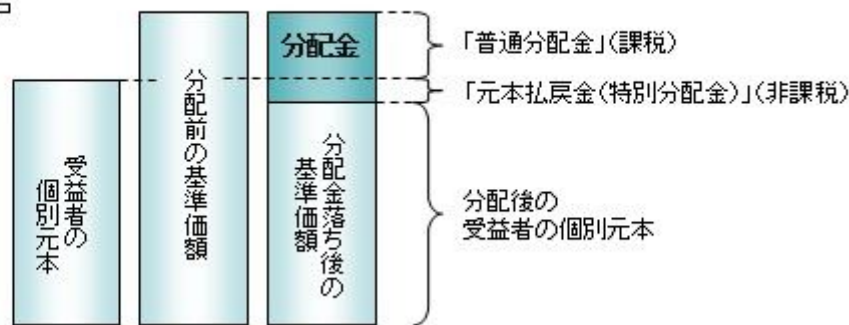 受益者の
個別元本
分配前の基準価額
分配金
分配金落ち後の
基準価額
「普通分配金」(課税)
「元本払戻金(特別分配金)」(非課税)
分配後の
受益者の個別元本